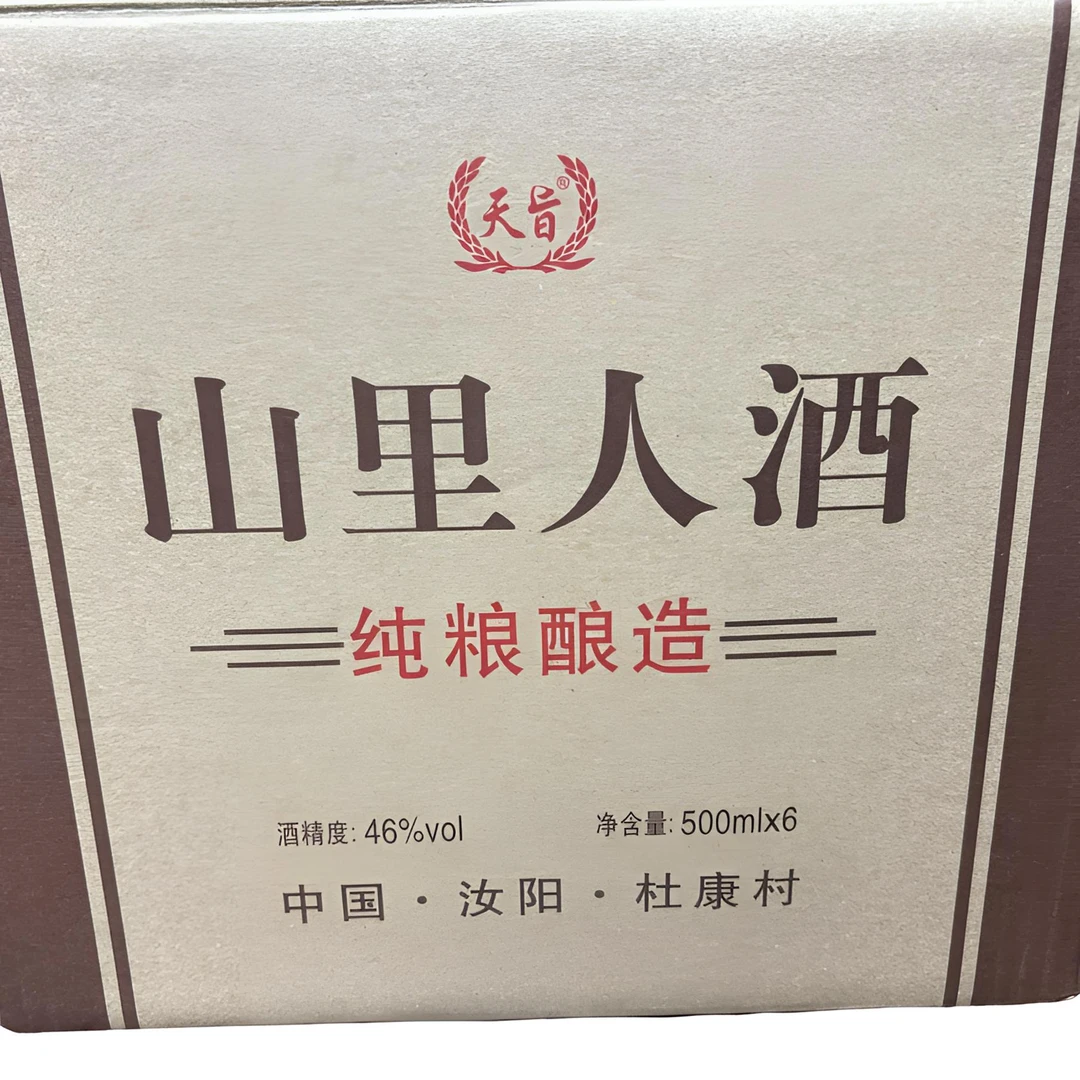 天旨®
山里人酒
纯粮酿造
酒精度: 46%vol 净含量: 500mlx6
中国·汝阳·杜康村